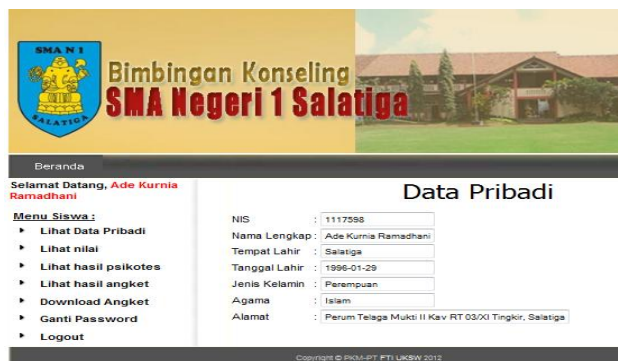 SMA N 1
SALATIGA
Bimbingan Konseling
SMA Negeri 1 Salatiga
Beranda
Selamat Datang, Ade Kurnia
Ramadhani
Menu Siswa :
Lihat Data Pribadi
Lihat nilai
Lihat hasil psikotes
Lihat hasil angket
Download Angket
Ganti Password
Logout
Data Pribadi
NIS : 1117598
Nama Lengkap : Ade Kurnia Ramadhani
Tempat Lahir : Salatiga
Tanggal Lahir : 1996-01-29
Jenis Kelamin : Perempuan
Agama : Islam
Alamat : Perum Telaga Mukti II Kav RT 03/XI Tingkir, Salatiga
Copyright © PKM-PT FTI UKSW 2012